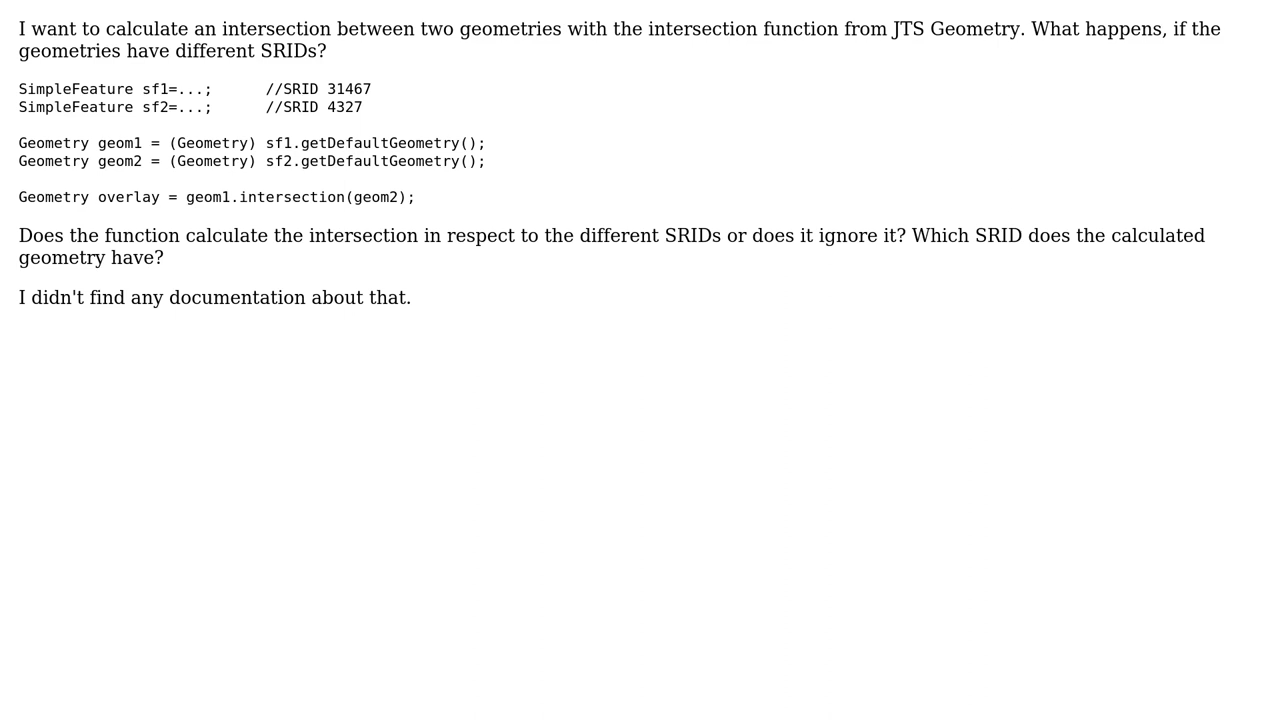 I want to calculate an intersection between two geometries with the intersection function from JTS Geometry. What happens, if the
geometries have different SRIDs?
SimpleFeature sf1=...;      //SRID 31467
SimpleFeature sf2=...;      //SRID 4327
Geometry geom1 = (Geometry) sf1.getDefaultGeometry();
Geometry geom2 = (Geometry) sf2.getDefaultGeometry();
Geometry overlay = geom1.intersection(geom2);
Does the function calculate the intersection in respect to the different SRIDs or does it ignore it? Which SRID does the calculated
geometry have?
I didn't find any documentation about that.